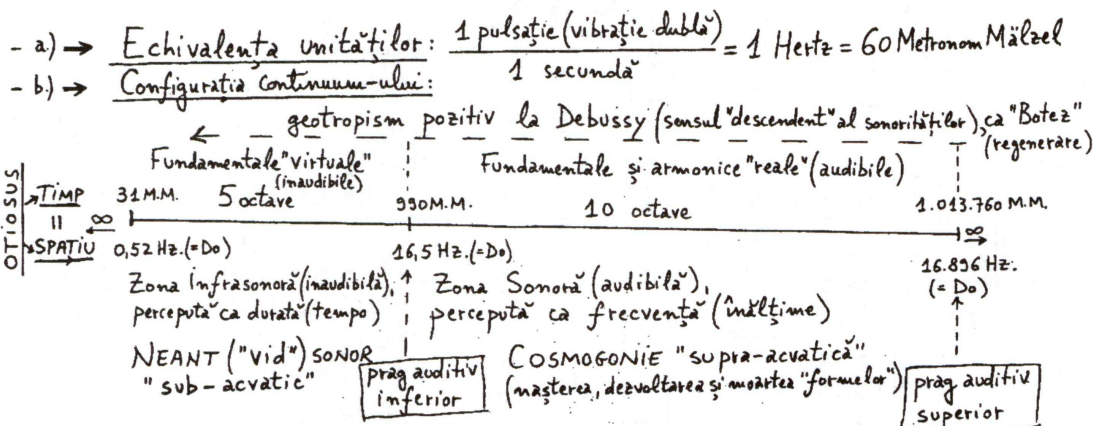 - a.) → Echivalența unităților: 1 pulsație (vibrație dublă) / 1 secundă = 1 Hertz = 60 Metronom Mälzel
- b.) → Configurația continuum-ului:
← geotropism pozitiv la Debussy (sensul "descendent" al sonorităților), ca "Botez"
(regenerare)
Fundamentale "virtuale" Fundamentale și armonice "reale" (audibile)
(inaudibile)
OTIOSUS
TIMP 31 M.M. 5 octave 990 M.M. 10 octave 1.013.760 M.M.
= ∞ ∞
SPAȚIU 0,52 Hz. (=Do) 16,5 Hz. (=Do) 16.896 Hz.
(= Do)
Zona Infrasonoră (inaudibilă), Zona Sonoră (audibilă),
percepută ca durată (tempo) percepută ca frecvență (înălțime)
NEANT ("vid") SONOR COSMOGONIE "supra-acvatică"
"sub-acvatic" (nașterea, dezvoltarea și moartea "formelor")
prag auditiv
inferior
prag auditiv
superior